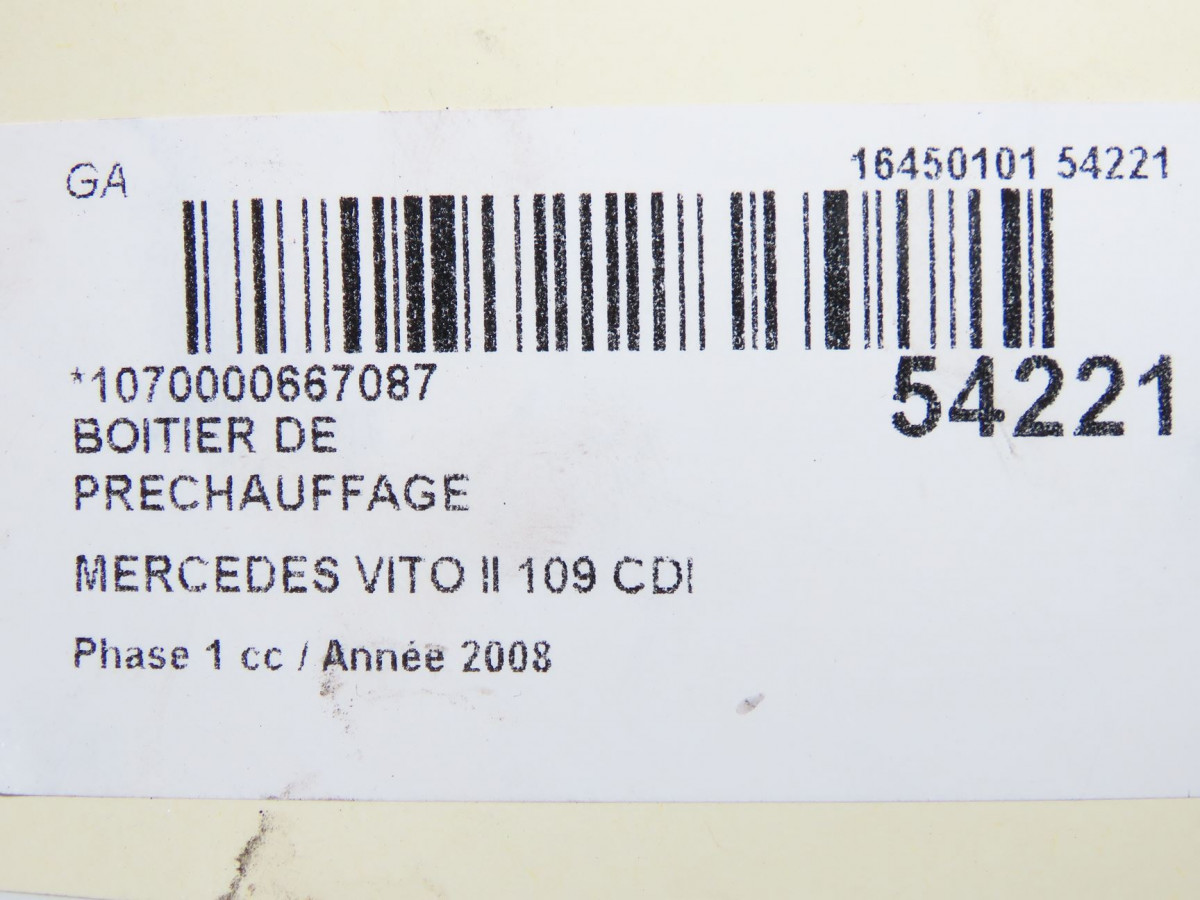 GA
16450101 54221
*1070000667087
54221
BOITIER DE
PRECHAUFFAGE
MERCEDES VITO II 109 CDI
Phase 1 cc / Année 2008